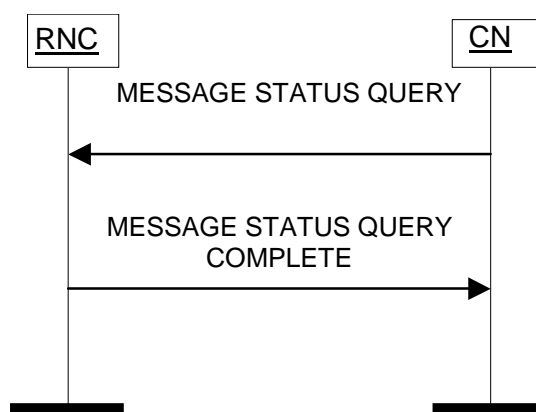 RNC
CN
MESSAGE STATUS QUERY
MESSAGE STATUS QUERY
COMPLETE